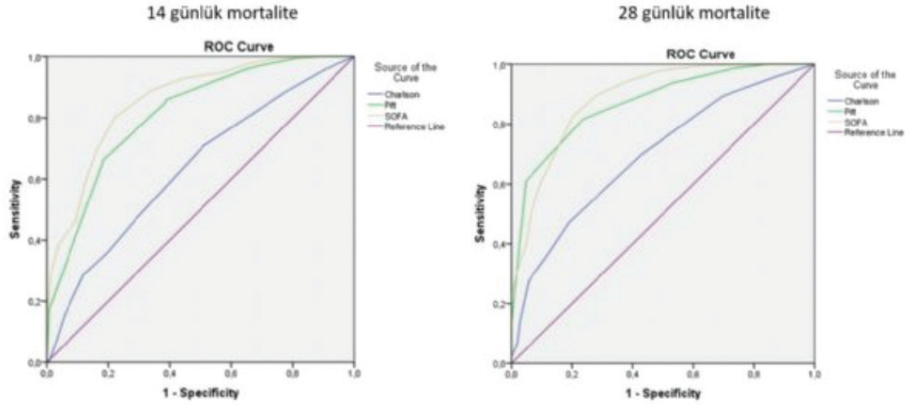 14 günlük mortalite
ROC Curve
Source of the
Curve
Charlson
Pitt
SOFA
Reference Line
Sensitivity
1,0
0,8
0,6
0,4
0,2
0,0
0,0 0,2 0,4 0,6 0,8 1,0
1 - Specificity
28 günlük mortalite
ROC Curve
Source of the
Curve
Charlson
Pitt
SOFA
Reference Line
Sensitivity
1,0
0,8
0,6
0,4
0,2
0,0
0,0 0,2 0,4 0,6 0,8 1,0
1 - Specificity